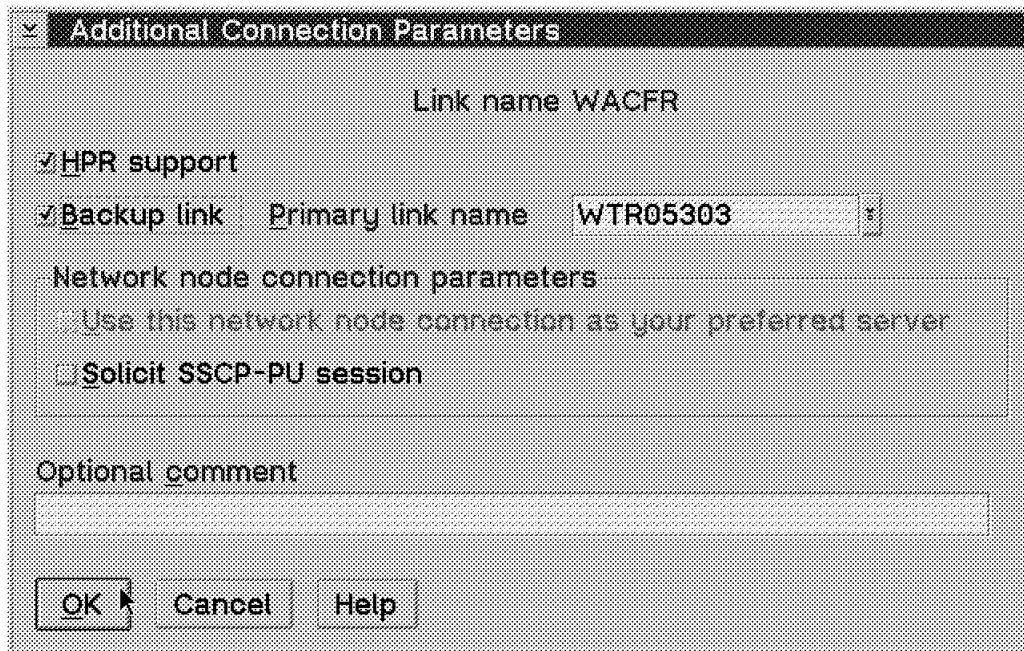 Additional Connection Parameters
Link name WACFR
HPR support
Backup link Primary link name WTR05303
Network node connection parameters
Use this network node connection as your preferred server
Solicit SSCP-PU session
Optional comment
OK Cancel Help